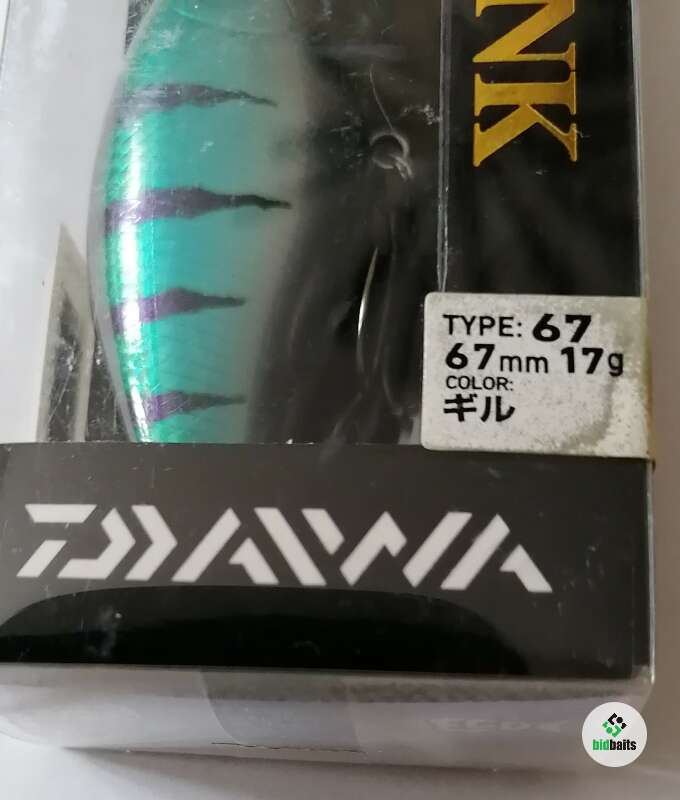 NK
TYPE: 67
67mm 17g
COLOR:
ギル
DAIWA
bidbaits